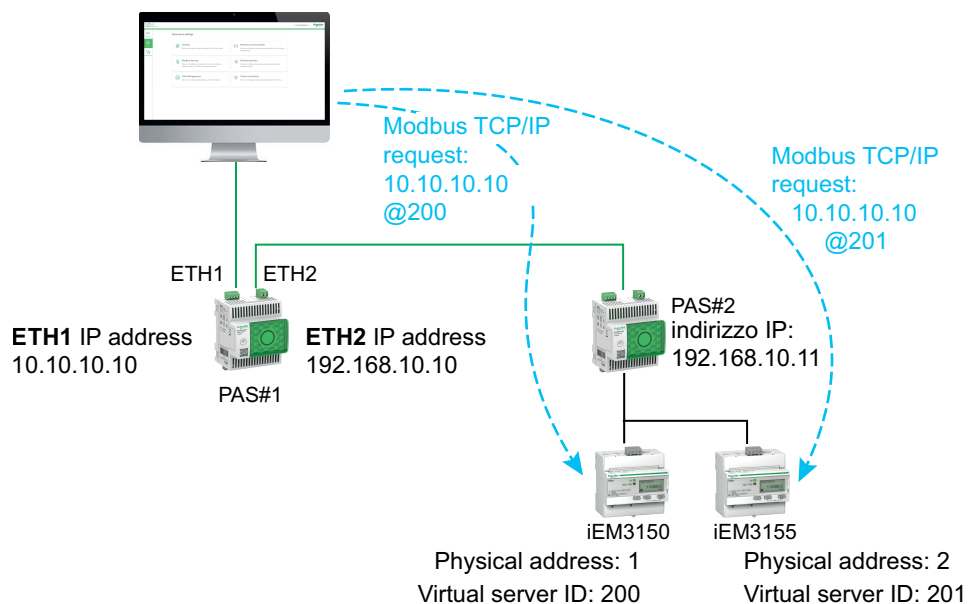 Modbus TCP/IP
request:
10.10.10.10
@200
Modbus TCP/IP
request:
10.10.10.10
@201
ETH1
ETH2
ETH1 IP address
10.10.10.10
ETH2 IP address
192.168.10.10
PAS#1
PAS#2
indirizzo IP:
192.168.10.11
iEM3150
iEM3155
Physical address: 1
Virtual server ID: 200
Physical address: 2
Virtual server ID: 201